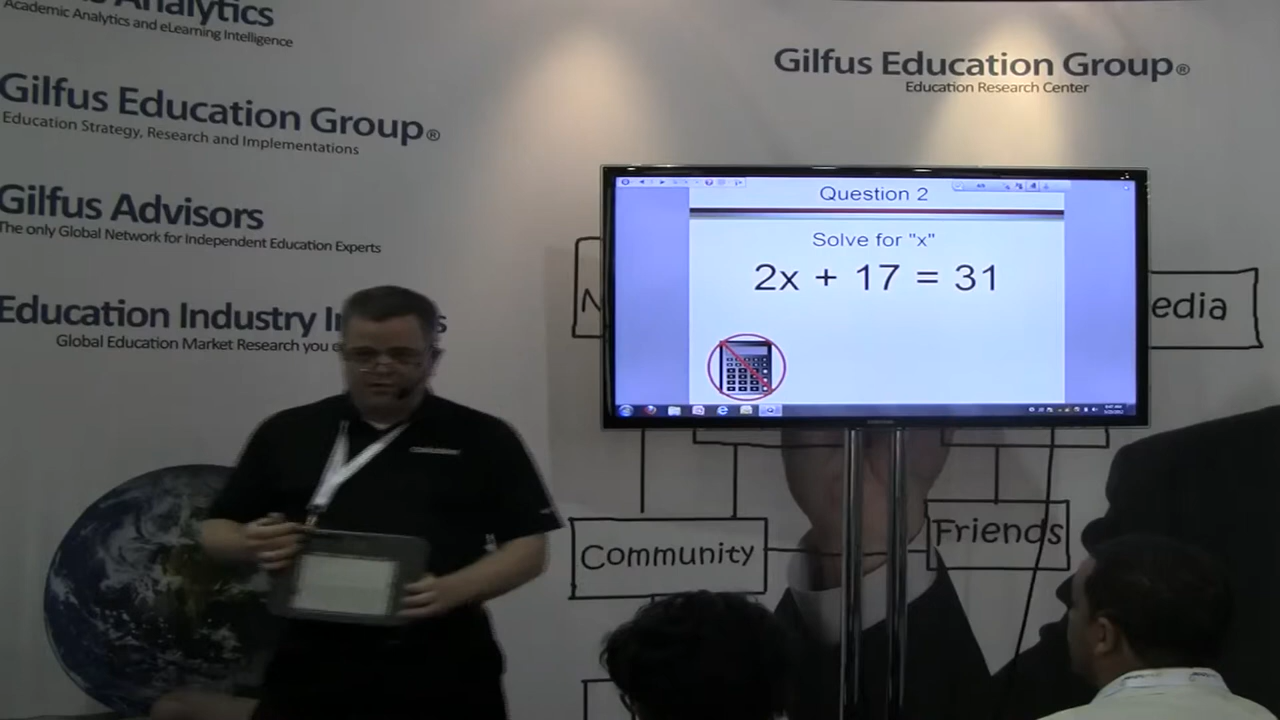 Analytics
Academic Analytics and eLearning Intelligence
Gilfus Education Group®
Education Strategy, Research and Implementations
Gilfus Advisors
The only Global Network for Independent Education Experts
Education Industry
Global Education Market Research you
Gilfus Education Group®
Education Research Center
Question 2
Solve for "x"
2x + 17 = 31
edia
Community
Friends